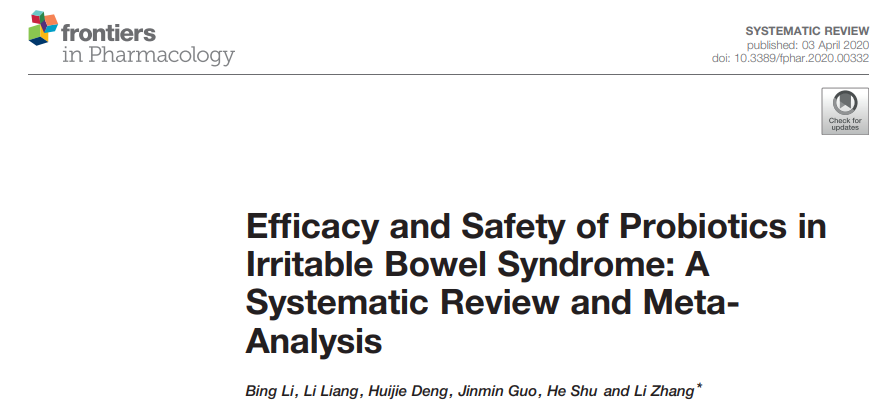 frontiers
in Pharmacology
SYSTEMATIC REVIEW
published: 03 April 2020
doi: 10.3389/fphar.2020.00332
Check for
updates
Efficacy and Safety of Probiotics in
Irritable Bowel Syndrome: A
Systematic Review and Meta-
Analysis
Bing Li, Li Liang, Huijie Deng, Jinmin Guo, He Shu and Li Zhang*